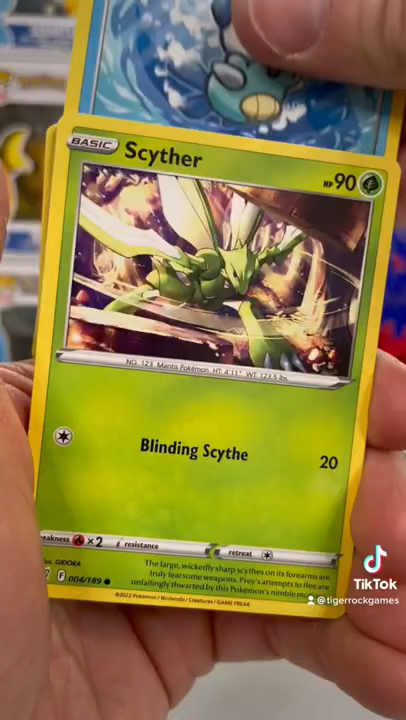 BASIC Scyther HP 90
NO. 123 Mantis Pokémon HT: 4'11" WT: 123.5 lbs.
Blinding Scythe 20
eakness ×2 resistance retreat
us. GIDORA
The large, wickedly sharp scythes on its forearms are
truly fearsome weapons. Prey's attempts to flee are
unfailingly thwarted by this Pokémon's nimble mo
F 004/189
©2022 Pokémon / Nintendo / Creatures / GAME FREAK
TikTok
@tigerrockgames